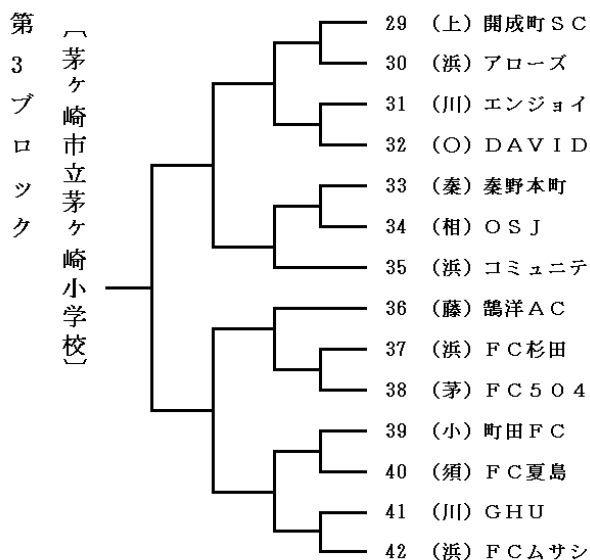 第3ブロック
〔茅ヶ崎市立茅ヶ崎小学校〕
29 (上) 開成町ＳＣ
30 (浜) アローズ
31 (川) エンジョイ
32 (○) ＤＡＶＩＤ
33 (秦) 秦野本町
34 (相) ＯＳＪ
35 (浜) コミュニテ
36 (藤) 鵠洋ＡＣ
37 (浜) ＦＣ杉田
38 (茅) ＦＣ５０４
39 (小) 町田ＦＣ
40 (須) ＦＣ夏島
41 (川) ＧＨＵ
42 (浜) ＦＣムサシ